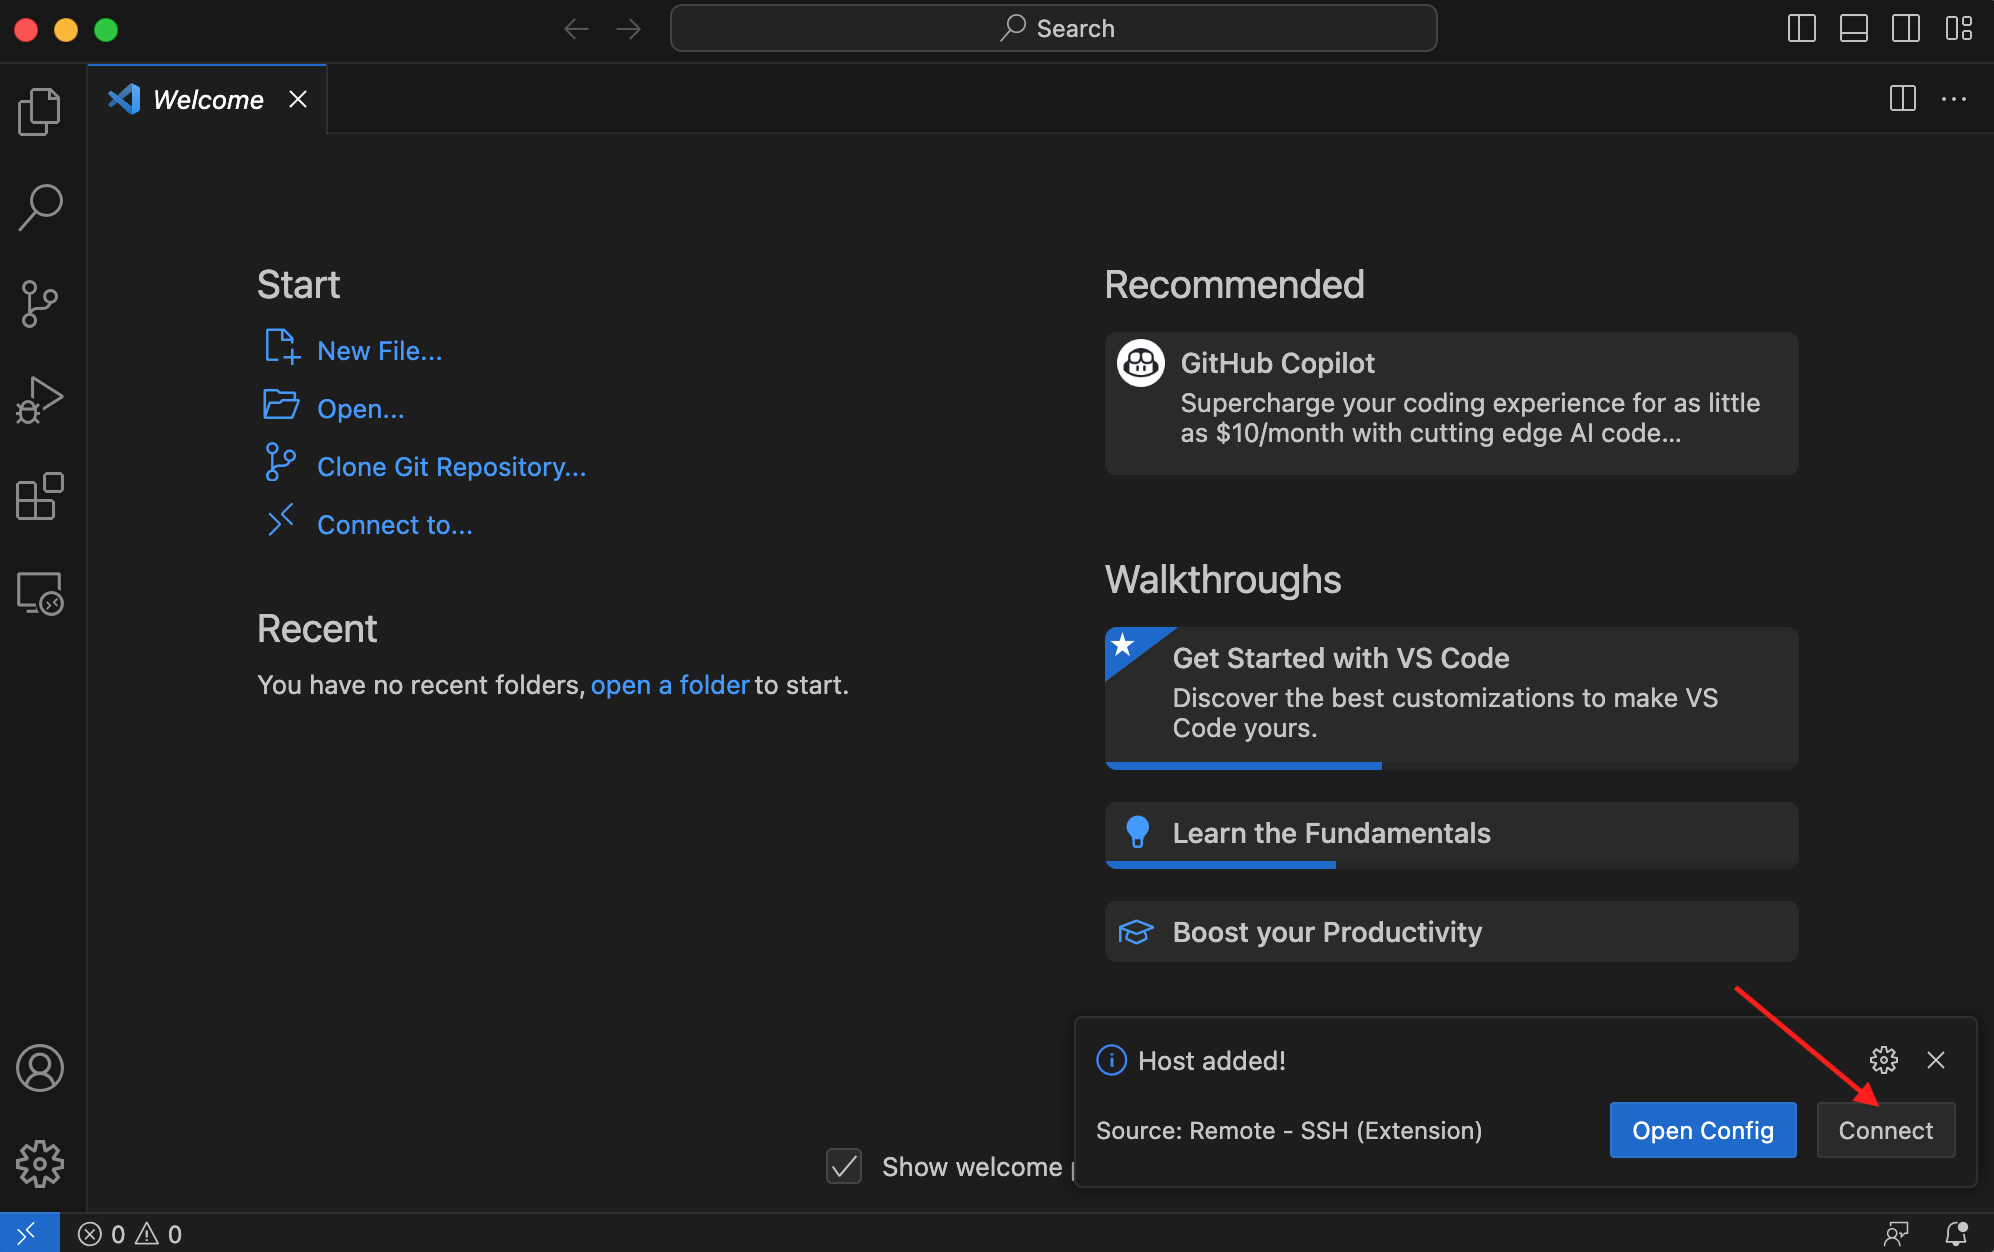 Search
Welcome
Start
New File...
Open...
Clone Git Repository...
Connect to...
Recent
You have no recent folders, open a folder to start.
Recommended
GitHub Copilot
Supercharge your coding experience for as little
as $10/month with cutting edge AI code...
Walkthroughs
Get Started with VS Code
Discover the best customizations to make VS
Code yours.
Learn the Fundamentals
Boost your Productivity
Host added!
Source: Remote - SSH (Extension)
Open Config
Connect
Show welcome
0
0